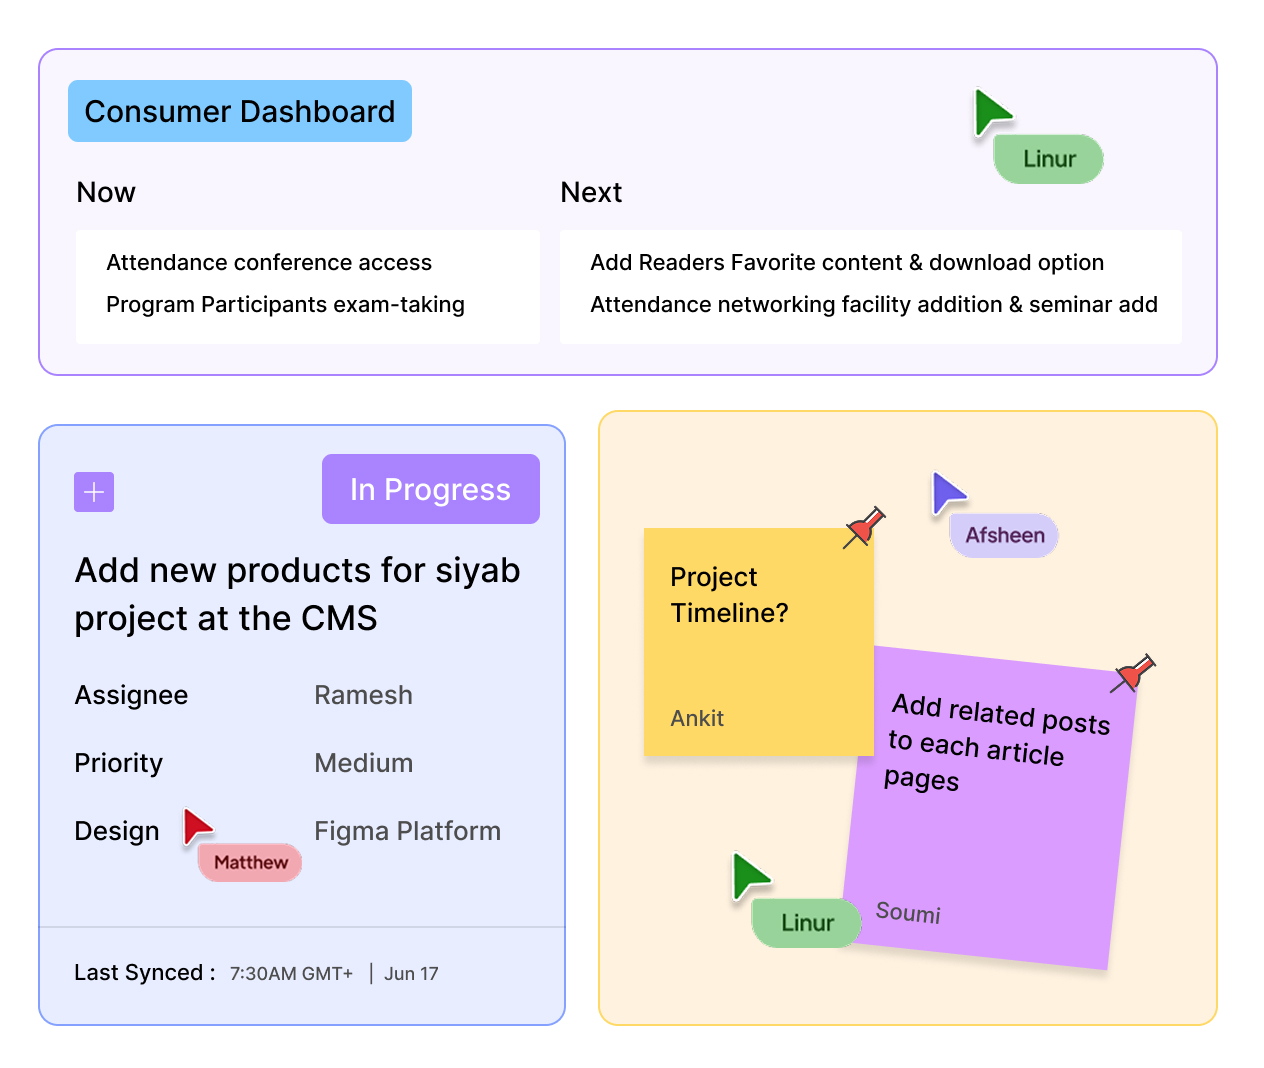 Consumer Dashboard
Linur
Now
Next
Attendance conference access
Program Participants exam-taking
Add Readers Favorite content & download option
Attendance networking facility addition & seminar add
In Progress
Add new products for siyab
project at the CMS
Assignee Ramesh
Priority Medium
Design Figma Platform
Matthew
Last Synced : 7:30AM GMT+ | Jun 17
Afsheen
Project
Timeline?
Ankit
Add related posts
to each article
pages
Soumi
Linur